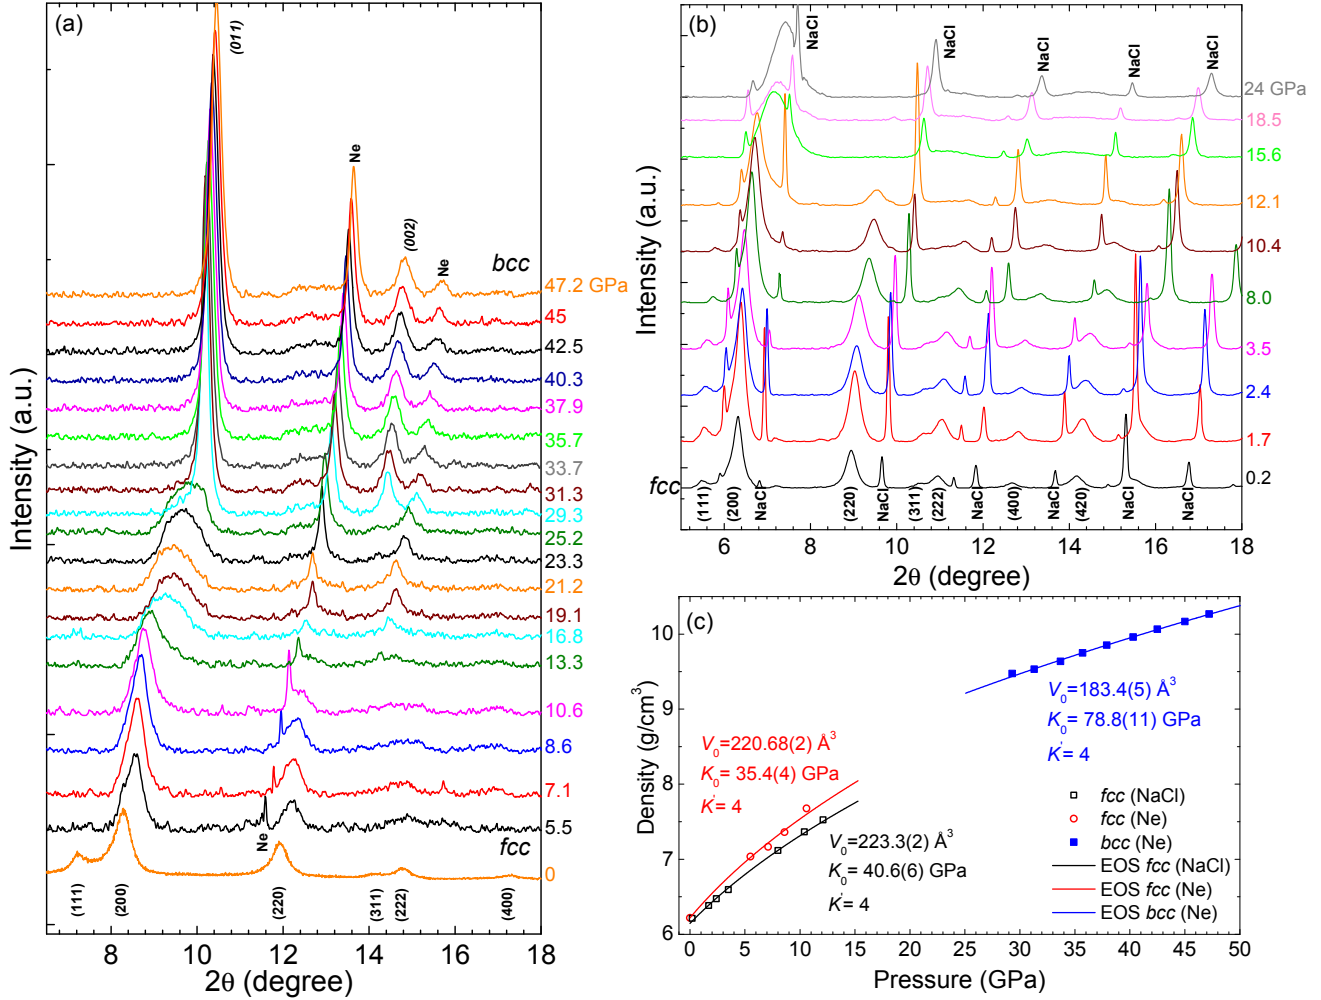 (a)
(011)
Ne
(002)
Ne
bcc
47.2 GPa
45
42.5
40.3
37.9
35.7
33.7
31.3
29.3
25.2
23.3
21.2
19.1
16.8
13.3
10.6
8.6
7.1
5.5
fcc
0
Ne
(111)
(200)
(220)
(311)
(222)
(400)
8
10
12
14
16
18
2θ (degree)
Intensity (a.u.)
(b)
NaCl
NaCl
NaCl
NaCl
NaCl
24 GPa
18.5
15.6
12.1
10.4
8.0
3.5
2.4
1.7
0.2
fcc
(111)
(200)
NaCl
(220)
NaCl
(311)
(222)
NaCl
(400)
NaCl
(420)
NaCl
NaCl
6
8
10
12
14
16
18
2θ (degree)
Intensity (a.u.)
(c)
10
9
8
7
6
Density (g/cm³)
V₀=220.68(2) Å³
K₀= 35.4(4) GPa
K'= 4
V₀=223.3(2) Å³
K₀= 40.6(6) GPa
K'= 4
V₀=183.4(5) Å³
K₀= 78.8(11) GPa
K'= 4
fcc (NaCl)
fcc (Ne)
bcc (Ne)
EOS fcc (NaCl)
EOS fcc (Ne)
EOS bcc (Ne)
0
5
10
15
20
25
30
35
40
45
50
Pressure (GPa)